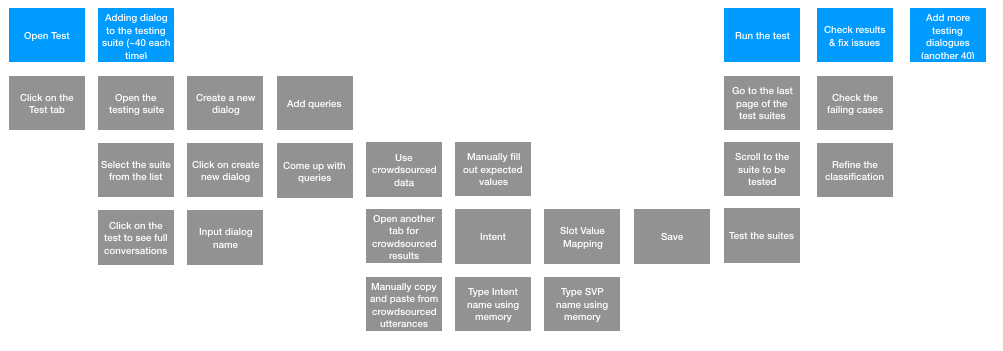 Open Test
Adding dialog
to the testing
suite (~40 each
time)
Run the test
Check results
& fix issues
Add more
testing
dialogues
(another 40)
Click on the
Test tab
Open the
testing suite
Create a new
dialog
Add queries
Go to the last
page of the
test suites
Check the
failing cases
Select the suite
from the list
Click on create
new dialog
Come up with
queries
Use
crowdsourced
data
Manually fill
out expected
values
Scroll to the
suite to be
tested
Refine the
classification
Click on the
test to see full
conversations
Input dialog
name
Open another
tab for
crowdsourced
results
Intent
Slot Value
Mapping
Save
Test the suites
Manually copy
and paste from
crowdsourced
utterances
Type Intent
name using
memory
Type SVP
name using
memory